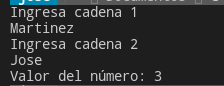 Ingresa cadena 1
Martinez
Ingresa cadena 2
Jose
Valor del número: 3